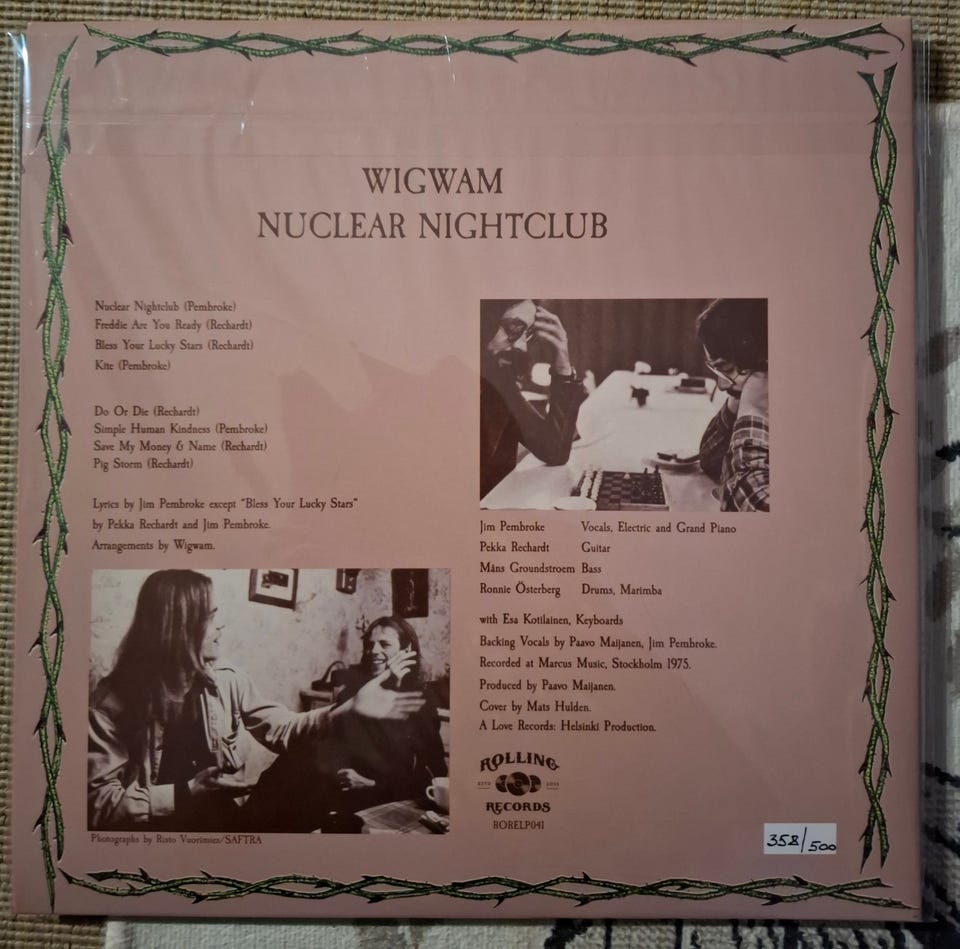 WIGWAM
NUCLEAR NIGHTCLUB
Nuclear Nightclub (Pembroke)
Freddie Are You Ready (Rechardt)
Bless Your Lucky Stars (Rechardt)
Kite (Pembroke)
Do Or Die (Rechardt)
Simple Human Kindness (Pembroke)
Save My Money & Name (Rechardt)
Pig Storm (Rechardt)
Lyrics by Jim Pembroke except "Bless Your Lucky Stars"
by Pekka Rechardt and Jim Pembroke.
Arrangements by Wigwam.
Photographs by Risto Vuorimies/SAFTRA
Jim Pembroke Vocals, Electric and Grand Piano
Pekka Rechardt Guitar
Måns Groundstroem Bass
Ronnie Österberg Drums, Marimba
with Esa Kotilainen, Keyboards
Backing Vocals by Paavo Maijanen, Jim Pembroke.
Recorded at Marcus Music, Stockholm 1975.
Produced by Paavo Maijanen.
Cover by Mats Hulden.
A Love Records: Helsinki Production.
ROLLING
RECORDS
RORELP041
358/500